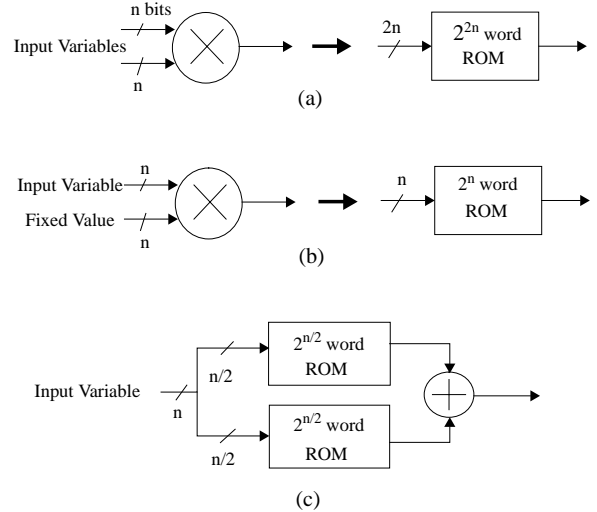 n bits
Input Variables
n
2n
2^{2n} word
ROM
(a)
Input Variable
n
Fixed Value
n
n
2^n word
ROM
(b)
2^{n/2} word
ROM
n/2
Input Variable
n
2^{n/2} word
ROM
n/2
(c)